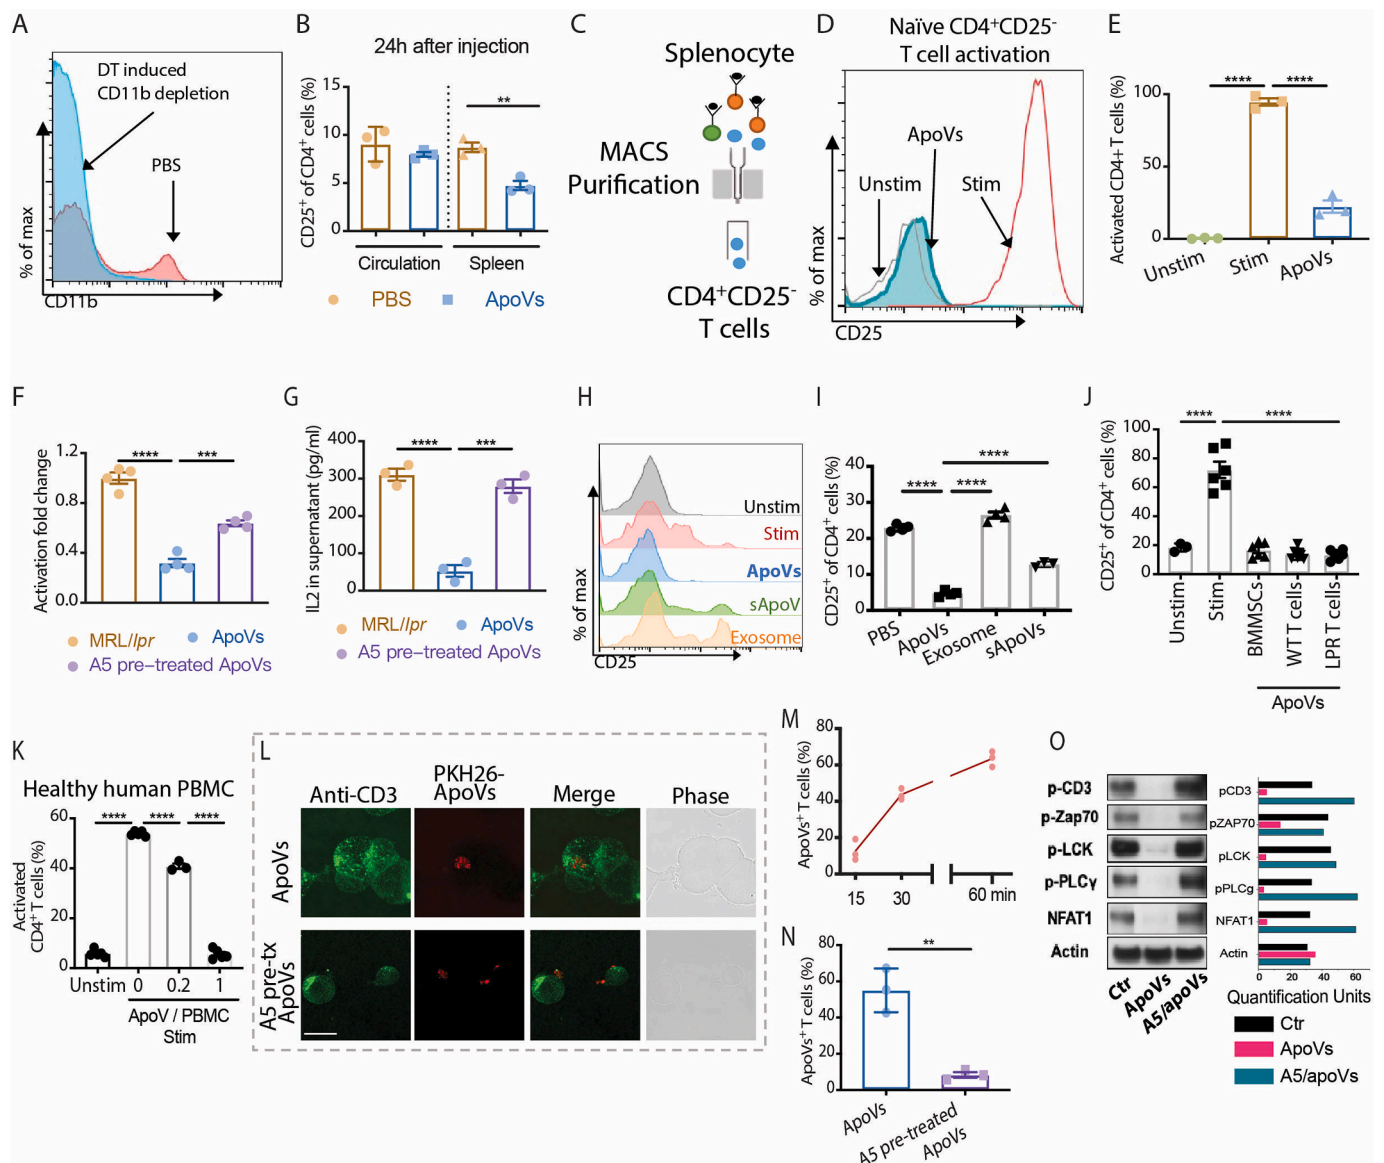 A
DT induced
CD11b depletion
PBS
% of max
CD11b
B
24h after injection
CD25+ of CD4+ cells (%)
15
10
5
0
**
Circulation
Spleen
PBS
ApoVs
C
Splenocyte
MACS
Purification
CD4+CD25-
T cells
D
Naïve CD4+CD25-
T cell activation
ApoVs
Unstim
Stim
% of max
CD25
E
Activated CD4+ T cells (%)
100
50
0
****
****
Unstim
Stim
ApoVs
F
Activation fold change
1.2
0.8
0.4
0.0
****
***
MRL/lpr
ApoVs
A5 pre-treated ApoVs
G
IL2 in supernatant (pg/ml)
400
300
200
100
0
****
***
MRL/lpr
ApoVs
A5 pre-treated ApoVs
H
Unstim
Stim
ApoVs
sApoV
Exosome
% of max
CD25
I
CD25+ of CD4+ cells (%)
40
30
20
10
0
****
****
****
PBS
ApoVs
Exosome
sApoVs
J
CD25+ of CD4+ cells (%)
100
80
60
40
20
0
****
****
Unstim
Stim
BMMSCs
WT T cells
LPR T cells
ApoVs
K
Healthy human PBMC
Activated
CD4+ T cells (%)
60
40
20
0
****
****
****
Unstim
0
0.2
1
ApoV / PBMC
Stim
L
Anti-CD3
PKH26-
ApoVs
Merge
Phase
ApoVs
A5 pre-tx
ApoVs
M
ApoVs+ T cells (%)
80
60
40
20
0
15
30
60 min
N
ApoVs+ T cells (%)
80
60
40
20
0
**
ApoVs
A5 pre-treated
ApoVs
O
p-CD3
p-Zap70
p-LCK
p-PLCγ
NFAT1
Actin
Ctr
ApoVs
A5/apoVs
pCD3
pZAP70
pLCK
pPLCg
NFAT1
Actin
0 20 40 60
Quantification Units
Ctr
ApoVs
A5/apoVs